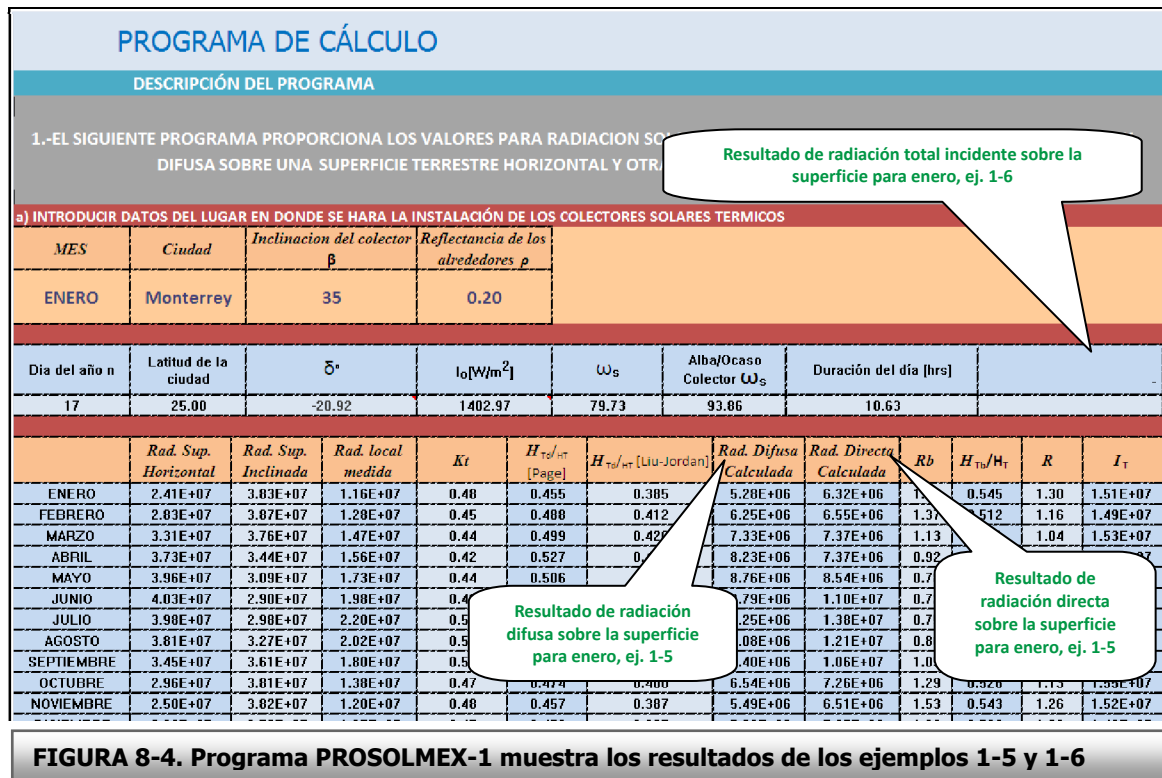 PROGRAMA DE CÁLCULO
DESCRIPCIÓN DEL PROGRAMA
1.-EL SIGUIENTE PROGRAMA PROPORCIONA LOS VALORES PARA RADIACION
DIFUSA SOBRE UNA SUPERFICIE TERRESTRE HORIZONTAL Y
Resultado de radiación total incidente sobre la
superficie para enero, ej. 1-6
a) INTRODUCIR DATOS DEL LUGAR EN DONDE SE HARA LA INSTALACIÓN DE LOS COLECTORES SOLARES TERMICOS
MES Ciudad Inclinacion del colector β Reflectancia de los alrededores ρ
ENERO Monterrey 35 0.20
Dia del año n Latitud de la ciudad δ° I₀[W/m²] ωs Alba/Ocaso Colector ωs Duración del día [hrs]
17 25.00 -20.92 1402.97 79.73 93.86 10.63
Rad. Sup. Horizontal Rad. Sup. Inclinada Rad. local medida Kt H Td/HT [Page] H Td/HT [Liu-Jordan] Rad. Difusa Calculada Rad. Directa Calculada Rb H Tb/H T R I T
ENERO 2.41E+07 3.83E+07 1.16E+07 0.48 0.455 0.385 5.28E+06 6.32E+06 0.545 1.30 1.51E+07
FEBRERO 2.83E+07 3.87E+07 1.28E+07 0.45 0.488 0.412 6.25E+06 6.55E+06 1.37 0.512 1.16 1.49E+07
MARZO 3.31E+07 3.76E+07 1.47E+07 0.44 0.499 7.33E+06 7.37E+06 1.13 1.04 1.53E+07
ABRIL 3.73E+07 3.44E+07 1.56E+07 0.42 0.527 8.23E+06 7.37E+06 0.92
MAYO 3.96E+07 3.09E+07 1.73E+07 0.44 0.506 8.76E+06 8.54E+06
JUNIO 4.03E+07 2.90E+07 1.98E+07 1.10E+07
JULIO 3.98E+07 2.98E+07 2.20E+07 1.38E+07
AGOSTO 3.81E+07 3.27E+07 2.02E+07 1.21E+07
SEPTIEMBRE 3.45E+07 3.61E+07 1.80E+07 1.06E+07
OCTUBRE 2.96E+07 3.81E+07 1.38E+07 0.47 0.474 6.54E+06 7.26E+06 1.29 0.526 1.13 1.55E+07
NOVIEMBRE 2.50E+07 3.82E+07 1.20E+07 0.48 0.457 0.387 5.49E+06 6.51E+06 1.53 0.543 1.26 1.52E+07
Resultado de radiación
difusa sobre la superficie
para enero, ej. 1-5
Resultado de
radiación directa
sobre la superficie
para enero, ej. 1-5
FIGURA 8-4. Programa PROSOLMEX-1 muestra los resultados de los ejemplos 1-5 y 1-6